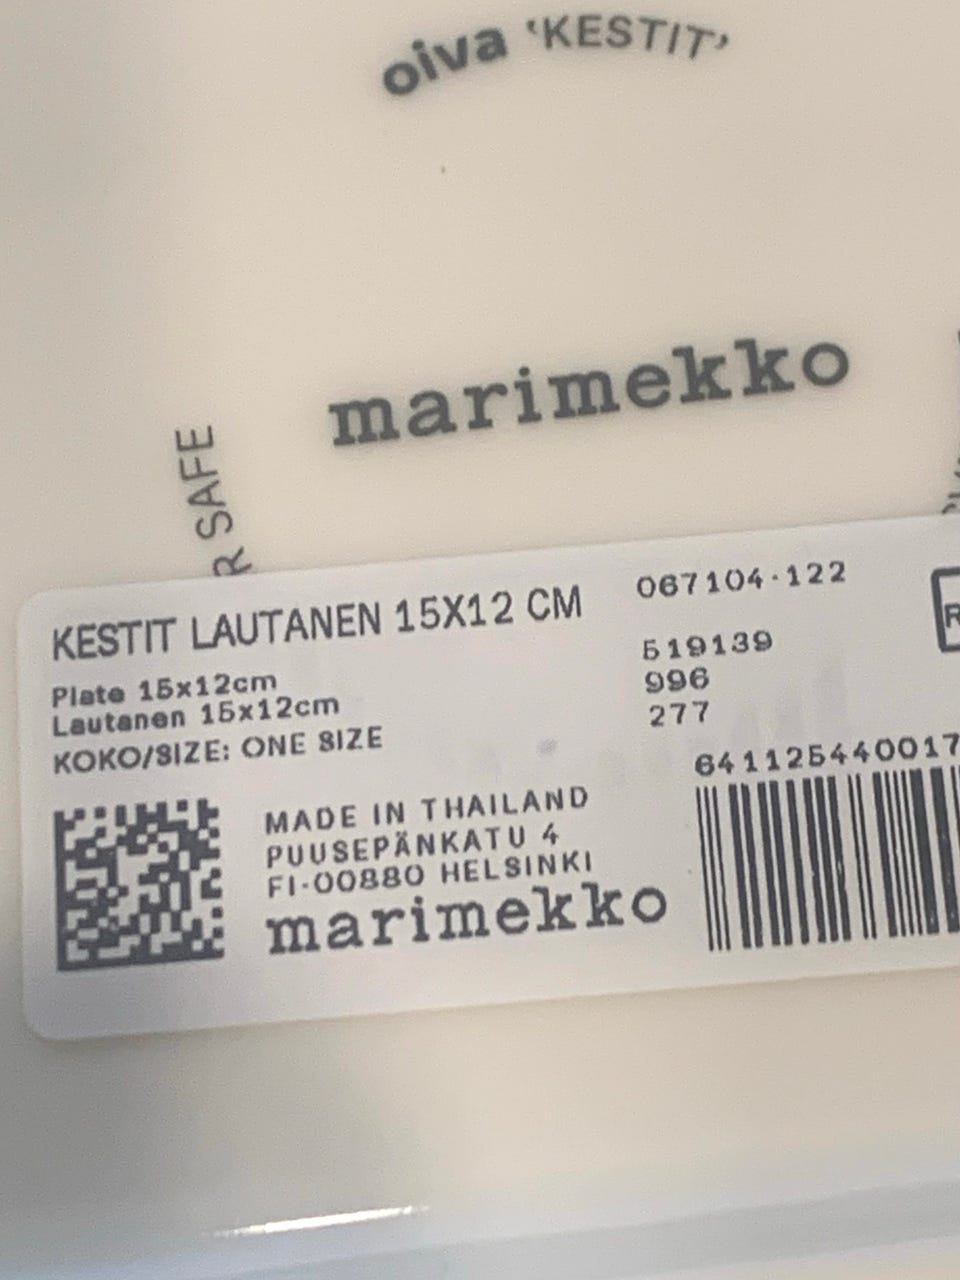 oiva 'KESTIT'
marimekko
SAFE
KESTIT LAUTANEN 15X12 CM
067104-122
Plate 15x12cm
Lautanen 15x12cm
KOKO/SIZE: ONE SIZE
519139
996
277
641125440017
MADE IN THAILAND
PUUSEPÄNKATU 4
FI-00880 HELSINKI
marimekko